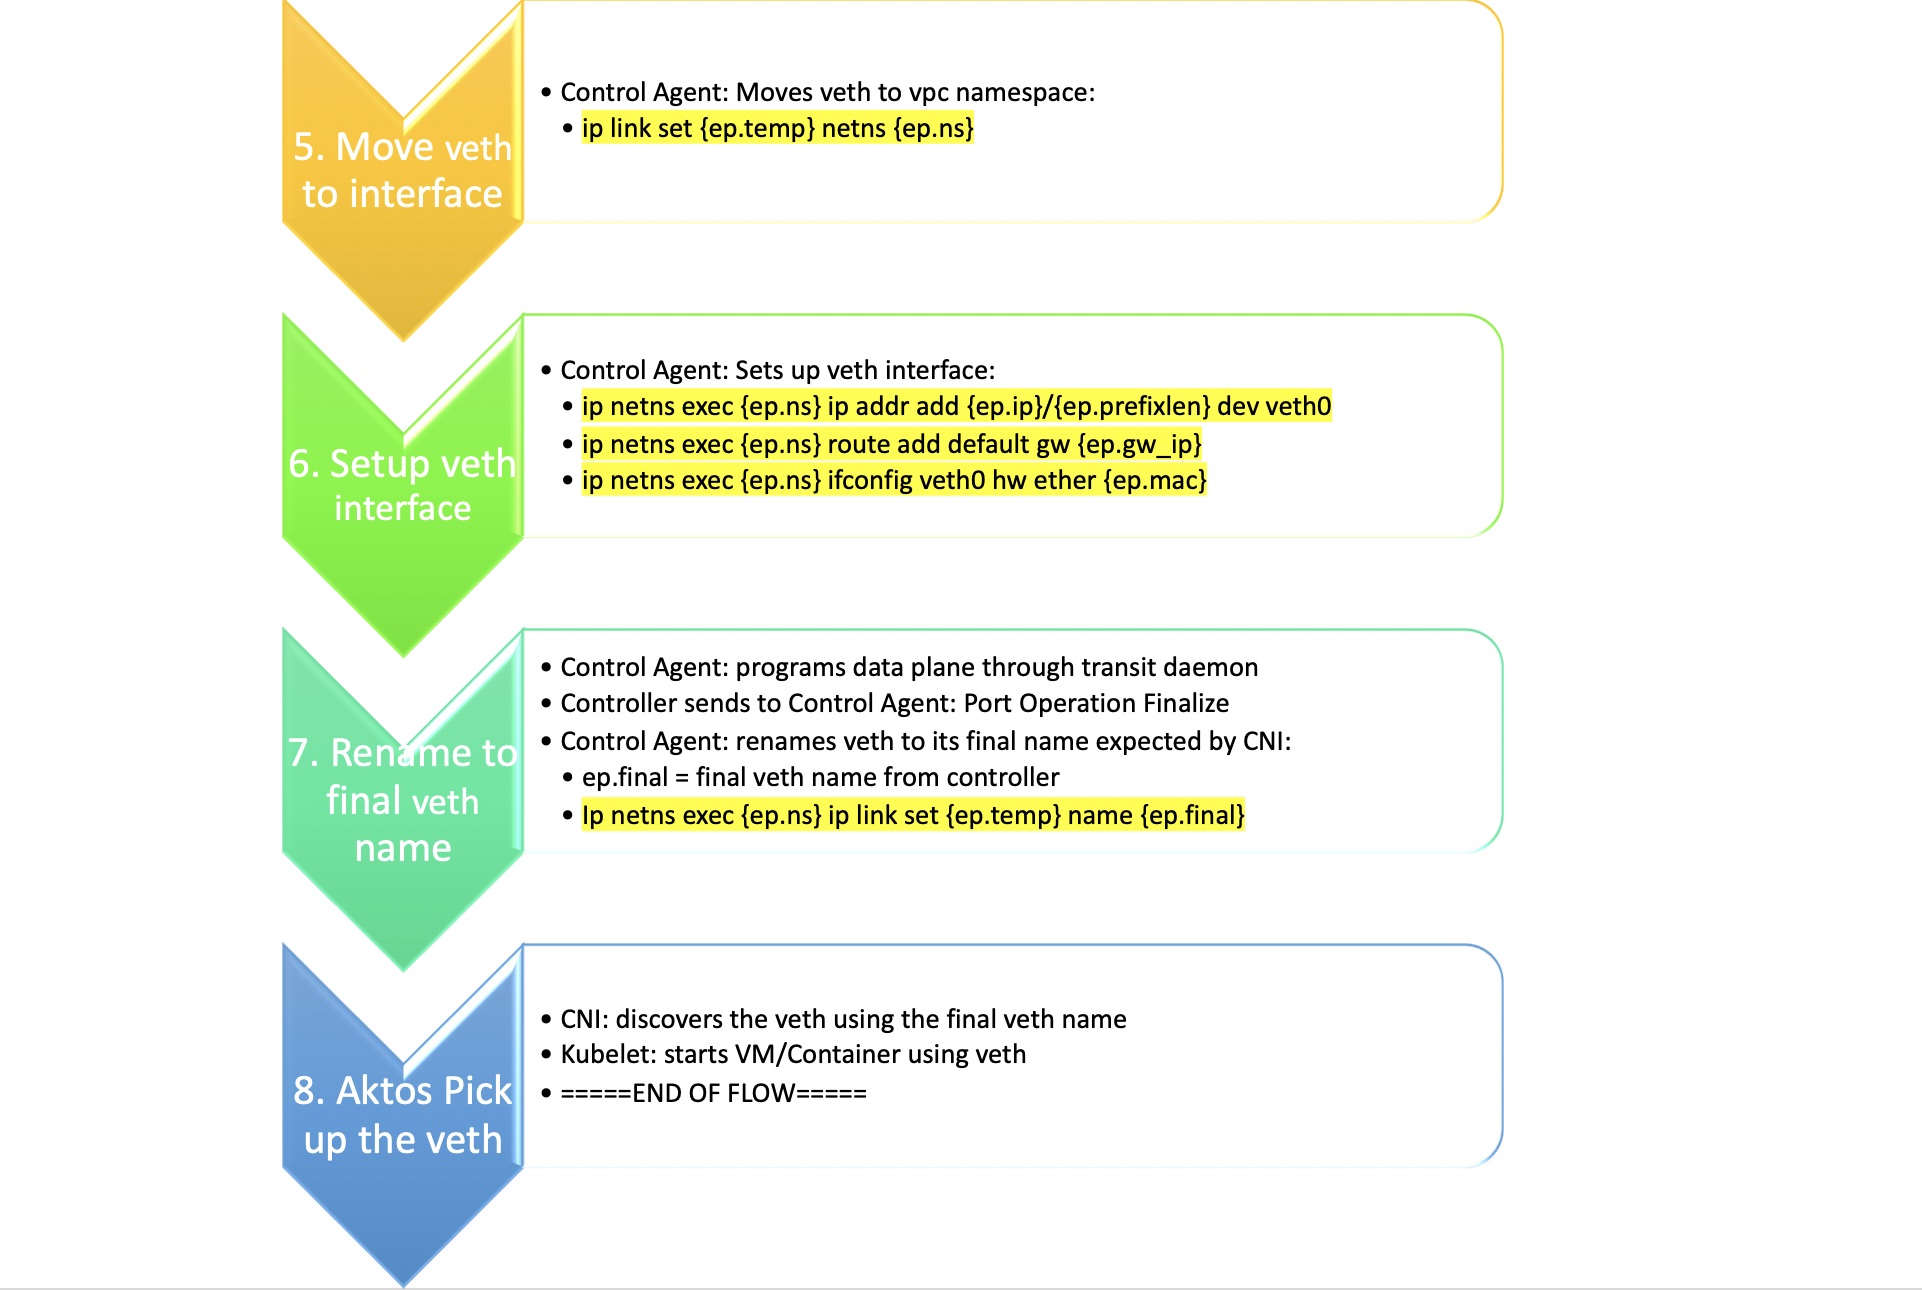 5. Move veth
to interface
• Control Agent: Moves veth to vpc namespace:
• ip link set {ep.temp} netns {ep.ns}
6. Setup veth
interface
• Control Agent: Sets up veth interface:
• ip netns exec {ep.ns} ip addr add {ep.ip}/{ep.prefixlen} dev veth0
• ip netns exec {ep.ns} route add default gw {ep.gw_ip}
• ip netns exec {ep.ns} ifconfig veth0 hw ether {ep.mac}
7. Rename to
final veth
name
• Control Agent: programs data plane through transit daemon
• Controller sends to Control Agent: Port Operation Finalize
• Control Agent: renames veth to its final name expected by CNI:
• ep.final = final veth name from controller
• Ip netns exec {ep.ns} ip link set {ep.temp} name {ep.final}
8. Aktos Pick
up the veth
• CNI: discovers the veth using the final veth name
• Kubelet: starts VM/Container using veth
• =====END OF FLOW=====